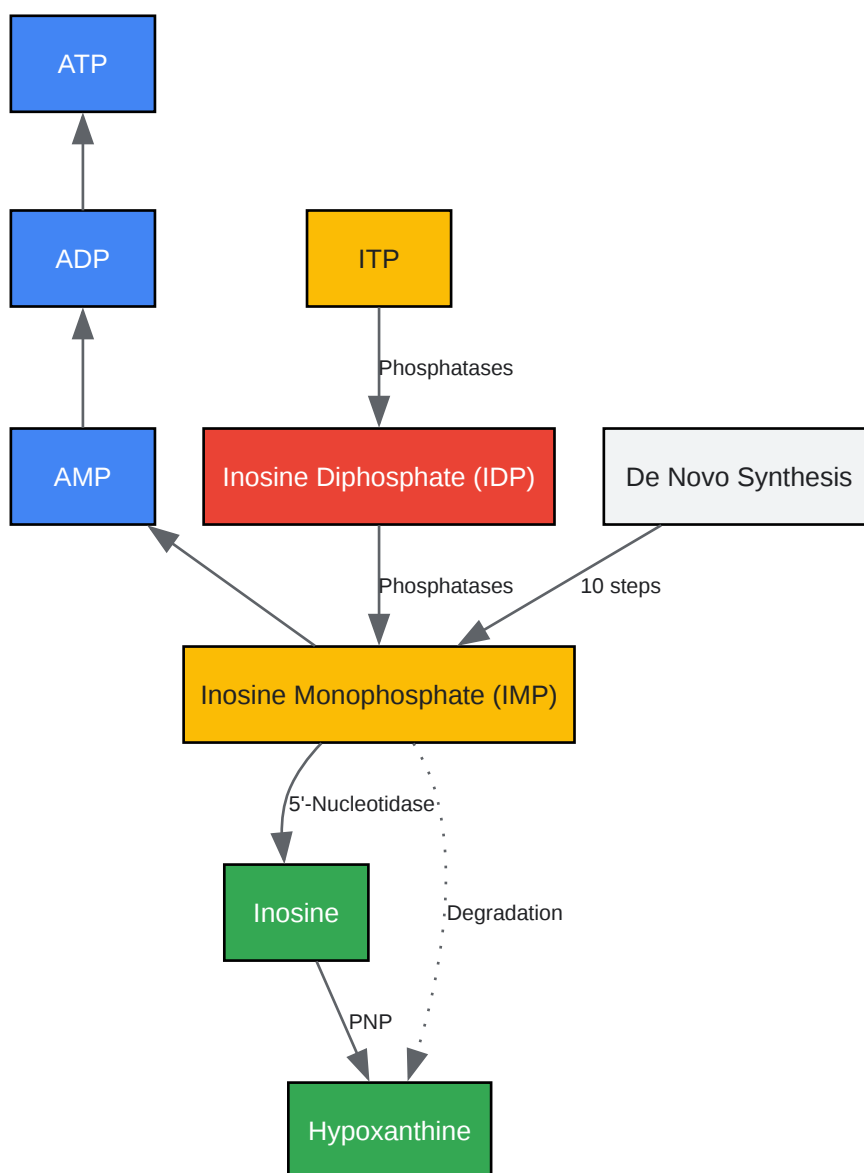 ATP
ADP
ITP
Phosphatases
AMP
Inosine Diphosphate (IDP)
De Novo Synthesis
Phosphatases
10 steps
Inosine Monophosphate (IMP)
5'-Nucleotidase
Inosine
Degradation
PNP
Hypoxanthine